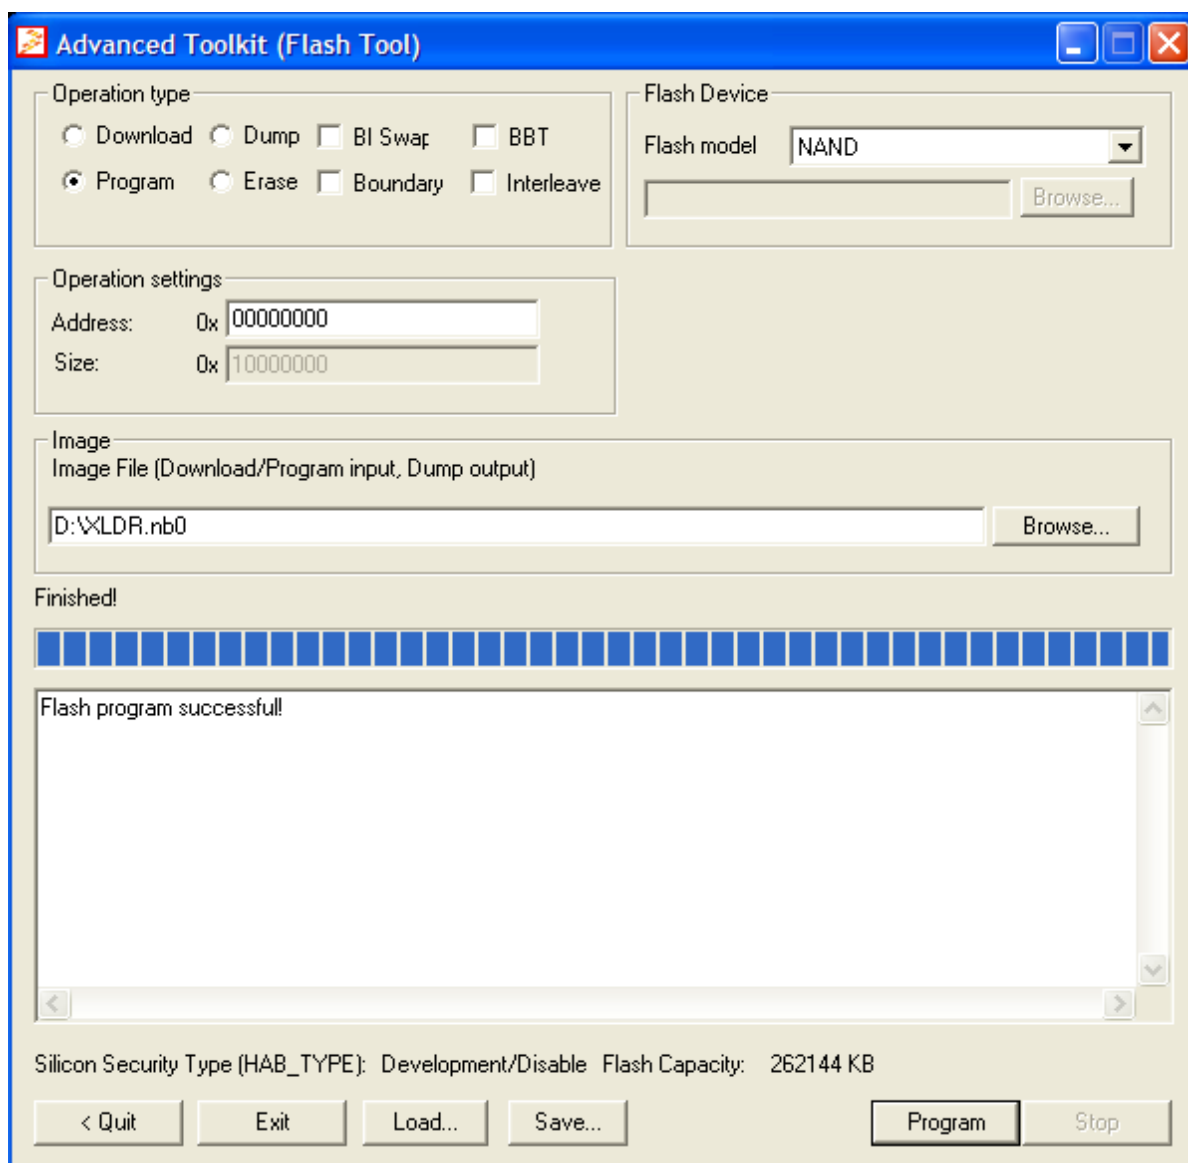 Advanced Toolkit (Flash Tool)
Operation type
Download Dump BI Swap BBT
Program Erase Boundary Interleave
Flash Device
Flash model NAND
Browse...
Operation settings
Address: 0x 00000000
Size: 0x 10000000
Image
Image File (Download/Program input, Dump output)
D:\XLDR.nb0 Browse...
Finished!
Flash program successful!
Silicon Security Type (HAB_TYPE): Development/Disable Flash Capacity: 262144 KB
< Quit Exit Load... Save... Program Stop